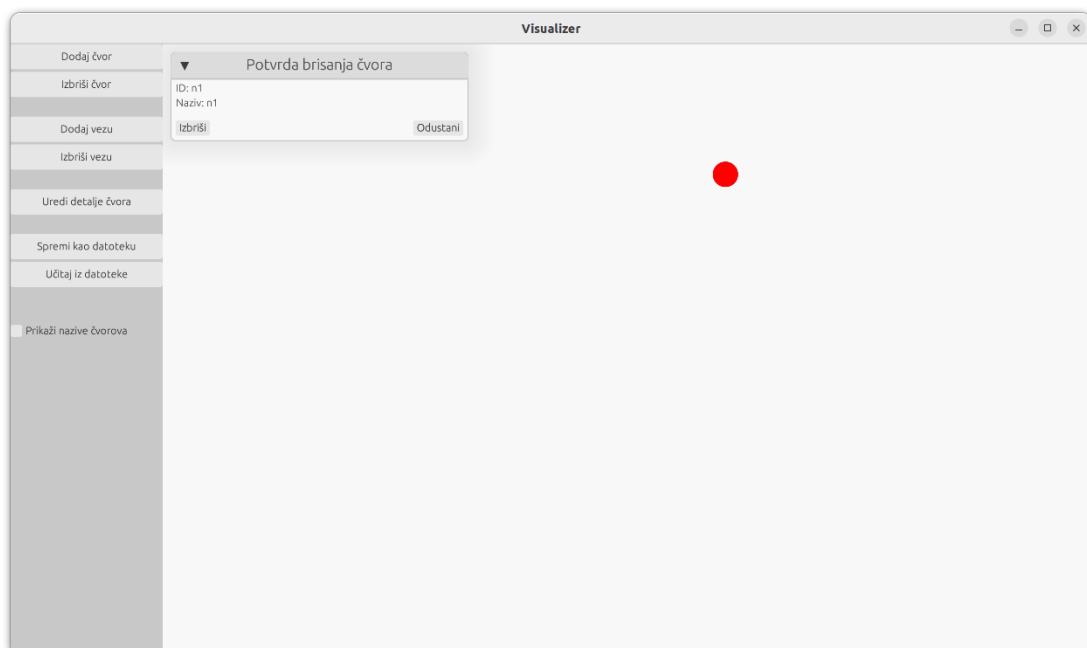 Visualizer
Dodaj čvor
Izbriši čvor
Dodaj vezu
Izbriši vezu
Uredi detalje čvora
Spremi kao datoteku
Učitaj iz datoteke
Prikaži nazive čvorova
Potvrda brisanja čvora
ID: n1
Naziv: n1
Izbriši Odustani